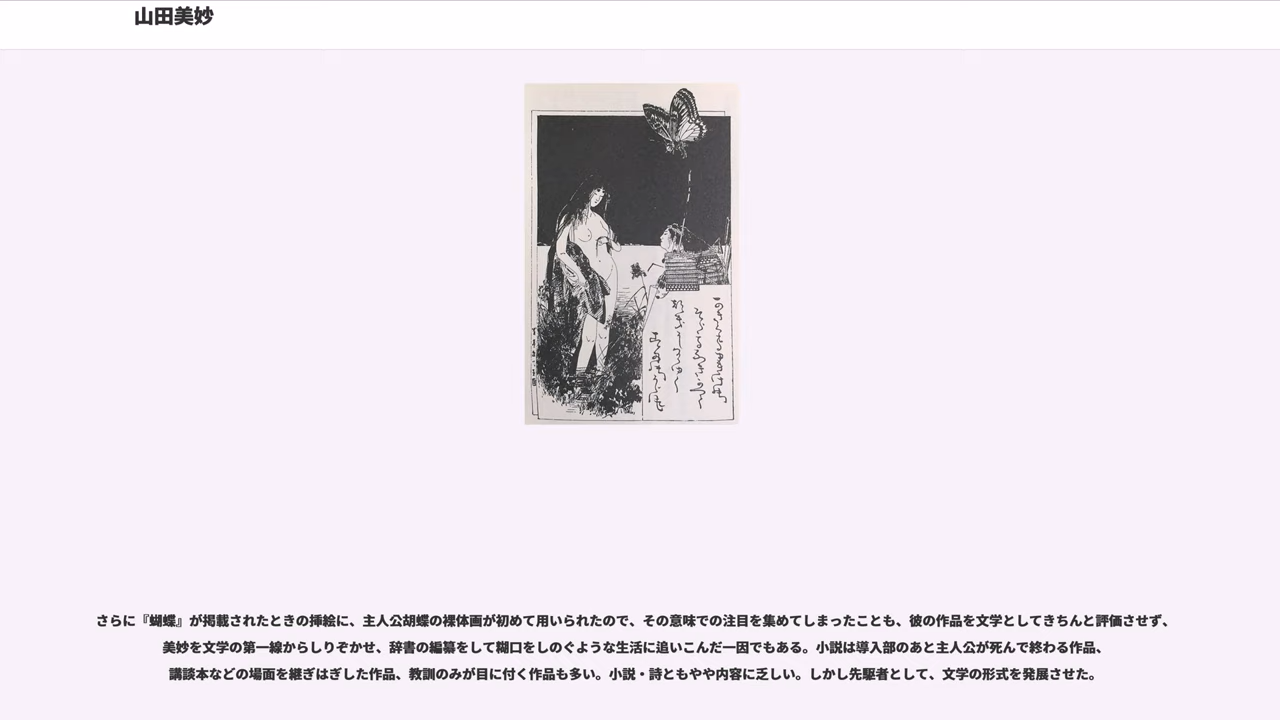 山田美妙
さらに『蝴蝶』が掲載されたときの挿絵に、主人公胡蝶の裸体画が初めて用いられたので、その意味での注目を集めてしまったことも、彼の作品を文学としてきちんと評価させず、
美妙を文学の第一線からしりぞかせ、辞書の編纂をして糊口をしのぐような生活に追いこんだ一因でもある。小説は導入部のあと主人公が死んで終わる作品、
講談本などの場面を継ぎはぎした作品、教訓のみが目に付く作品も多い。小説・詩ともやや内容に乏しい。しかし先駆者として、文学の形式を発展させた。